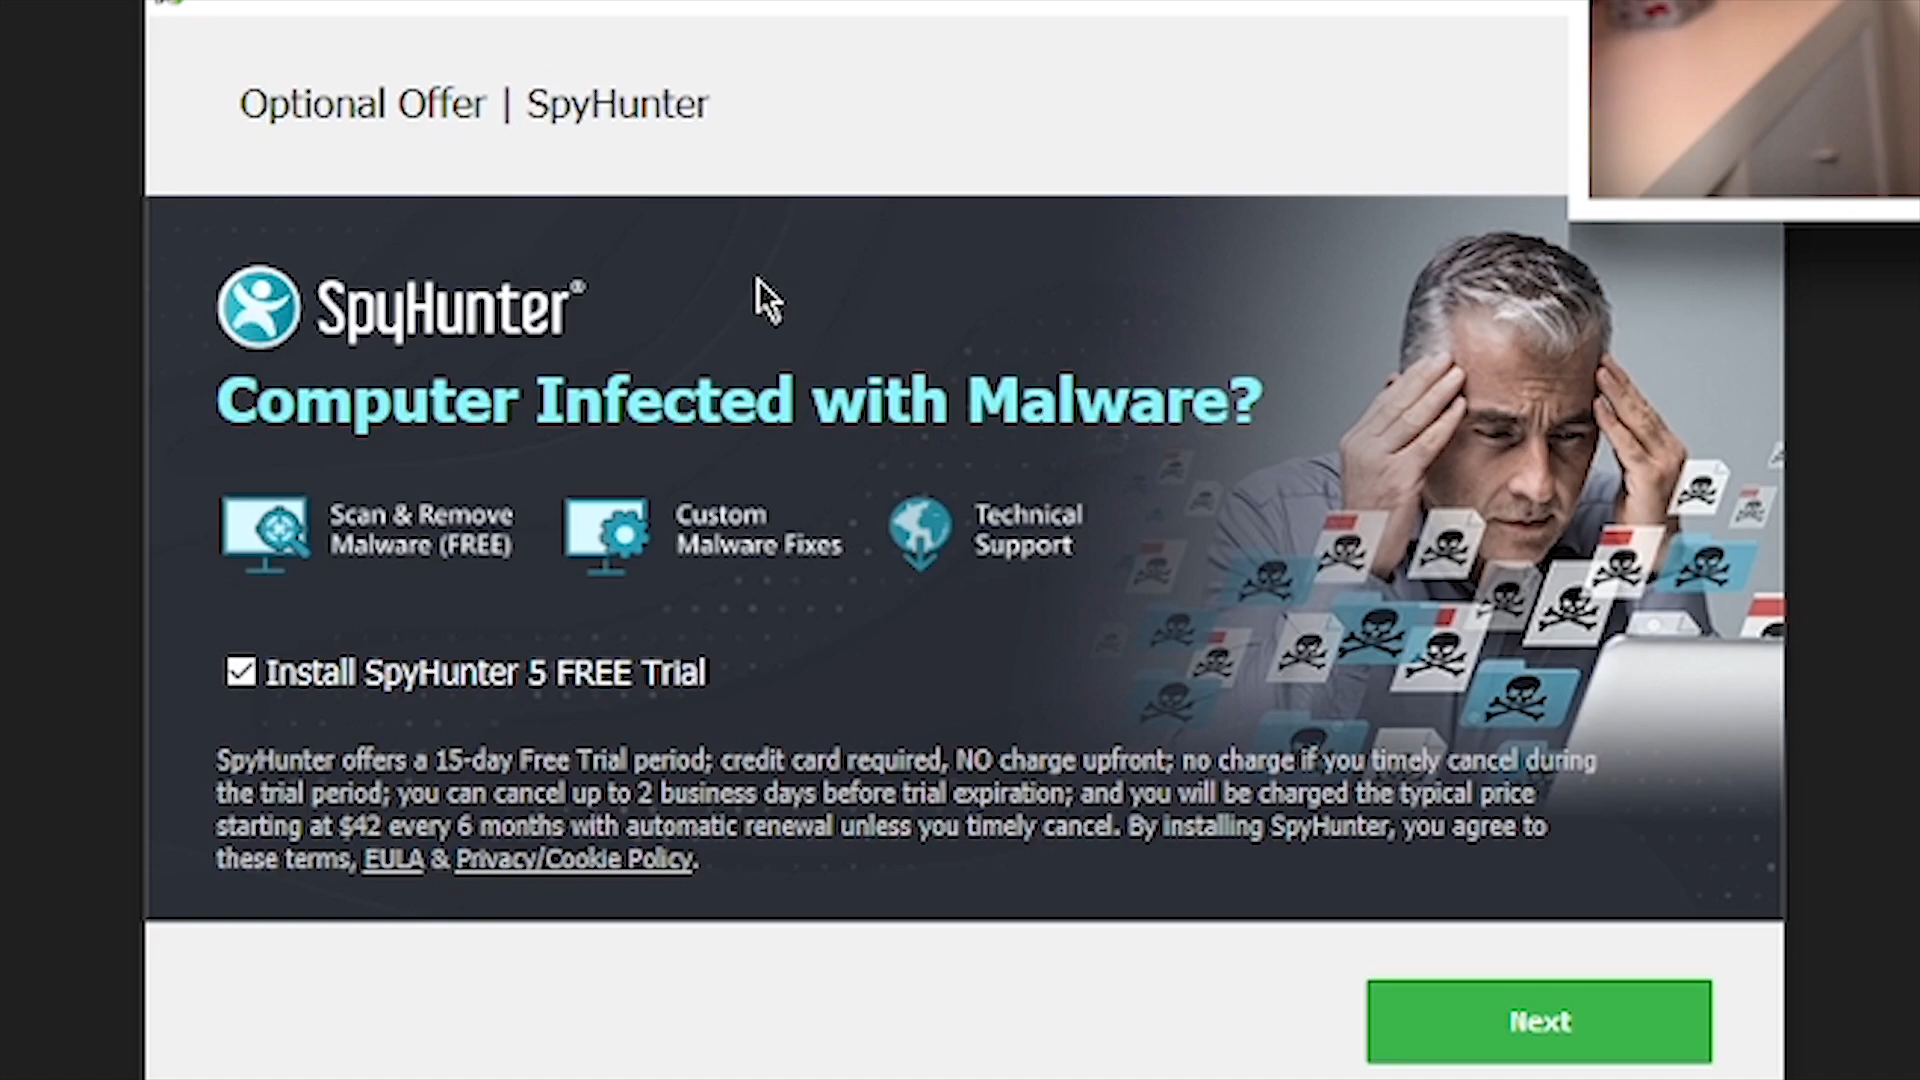 Optional Offer | SpyHunter
SpyHunter®
Computer Infected with Malware?
Scan & Remove
Malware (FREE)
Custom
Malware Fixes
Technical
Support
Install SpyHunter 5 FREE Trial
SpyHunter offers a 15-day Free Trial period; credit card required, NO charge upfront; no charge if you timely cancel during
the trial period; you can cancel up to 2 business days before trial expiration; and you will be charged the typical price
starting at $42 every 6 months with automatic renewal unless you timely cancel. By installing SpyHunter, you agree to
these terms, EULA & Privacy/Cookie Policy.
Next